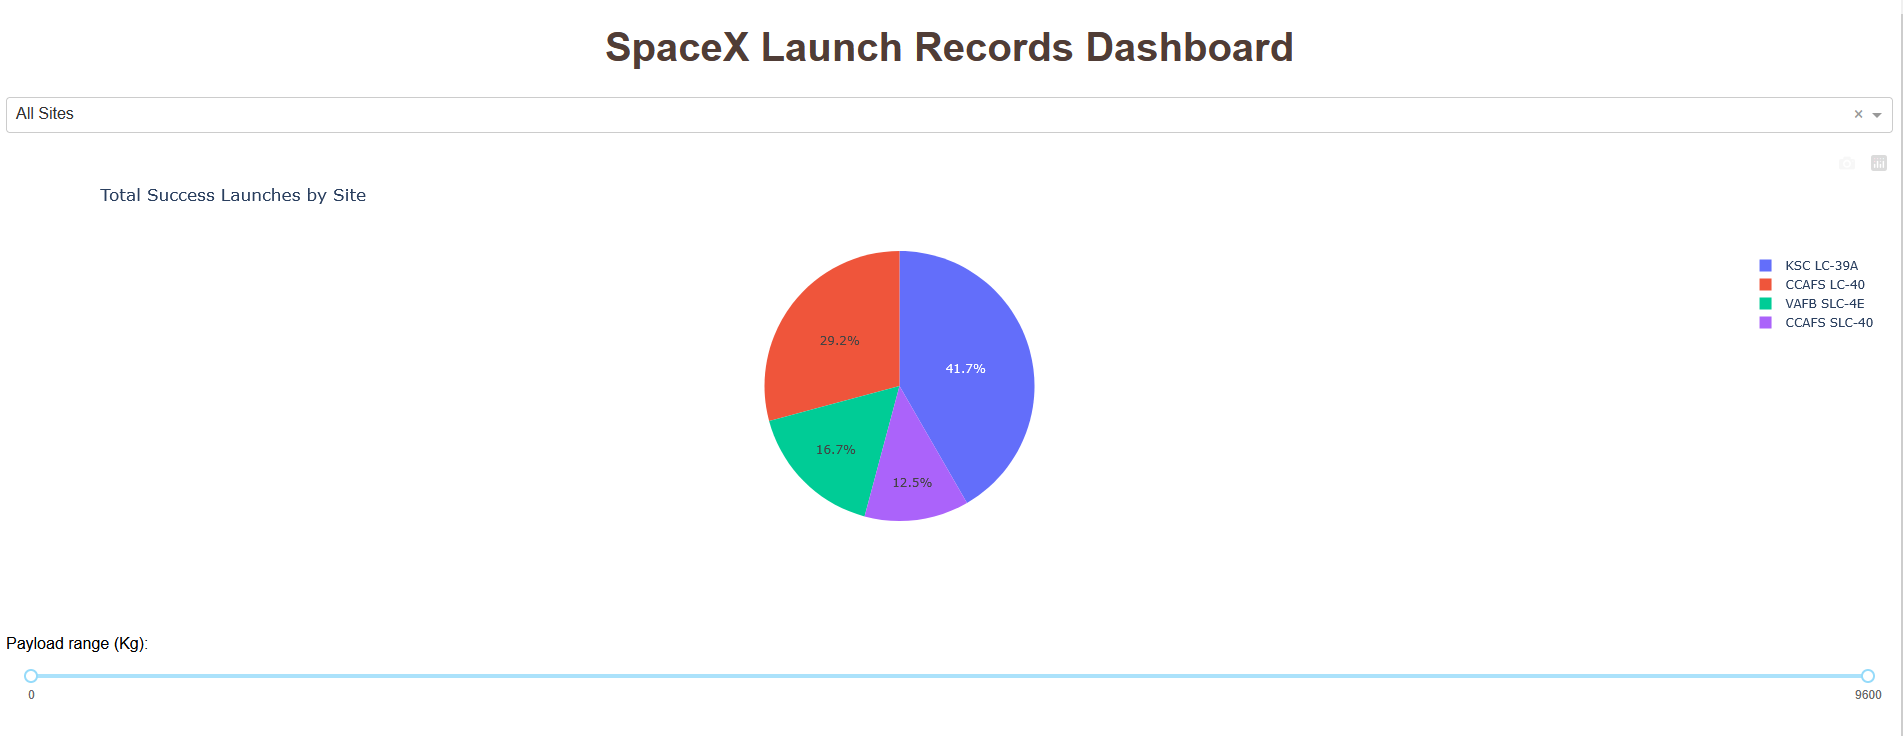 SpaceX Launch Records Dashboard
All Sites
×
Total Success Launches by Site
KSC LC-39A
CCAFS LC-40
VAFB SLC-4E
CCAFS SLC-40
29.2%
41.7%
16.7%
12.5%
Payload range (Kg):
0
9600